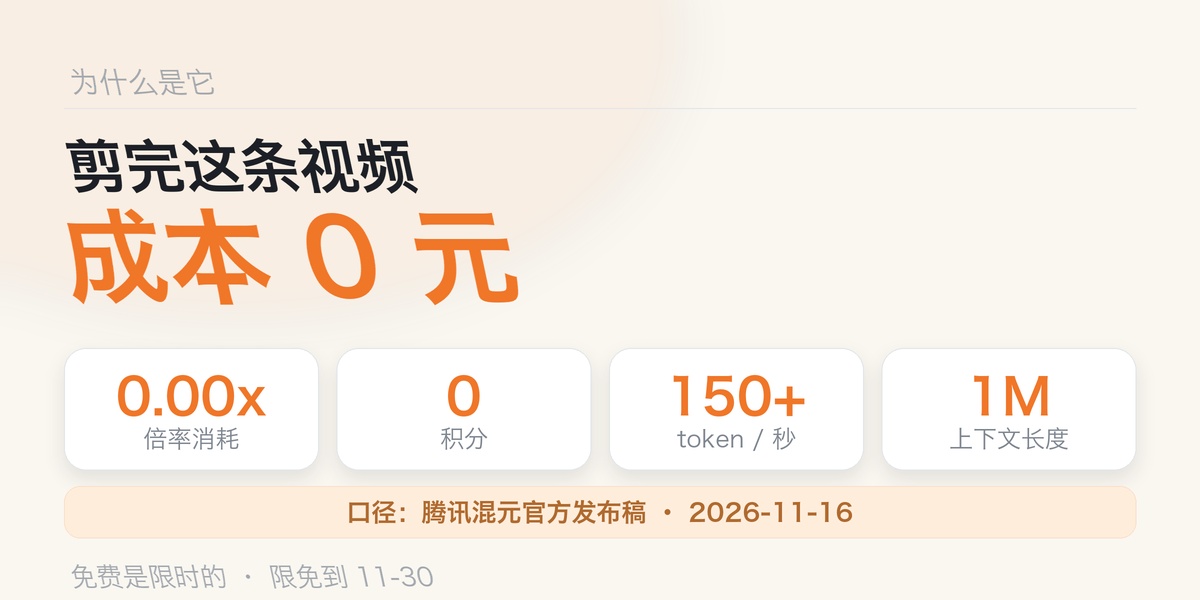 为什么是它
剪完这条视频
成本 0 元
0.00x
倍率消耗
0
积分
150+
token / 秒
1M
上下文长度
口径：腾讯混元官方发布稿 · 2026-11-16
免费是限时的 · 限免到 11-30